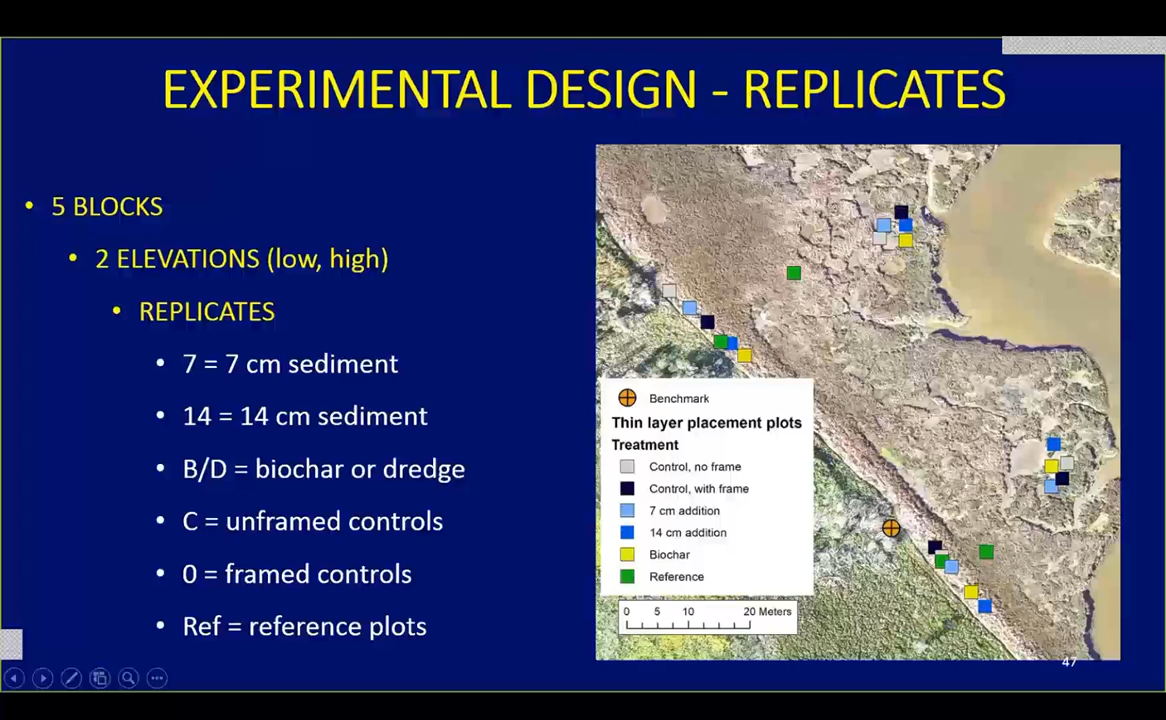 EXPERIMENTAL DESIGN - REPLICATES
• 5 BLOCKS
• 2 ELEVATIONS (low, high)
• REPLICATES
• 7 = 7 cm sediment
• 14 = 14 cm sediment
• B/D = biochar or dredge
• C = unframed controls
• 0 = framed controls
• Ref = reference plots
Benchmark
Thin layer placement plots
Treatment
Control, no frame
Control, with frame
7 cm addition
14 cm addition
Biochar
Reference
0 5 10 20 Meters
47